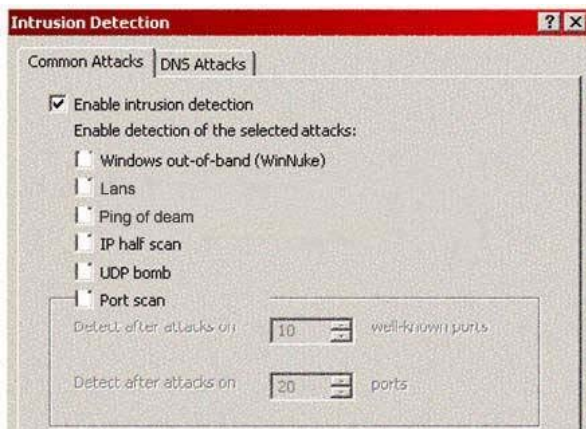 Intrusion Detection
Common Attacks DNS Attacks
Enable intrusion detection
Enable detection of the selected attacks:
Windows out-of-band (WinNuke)
Lans
Ping of deam
IP half scan
UDP bomb
Port scan
Detect after attacks on 10 well-known ports
Detect after attacks on 20 ports